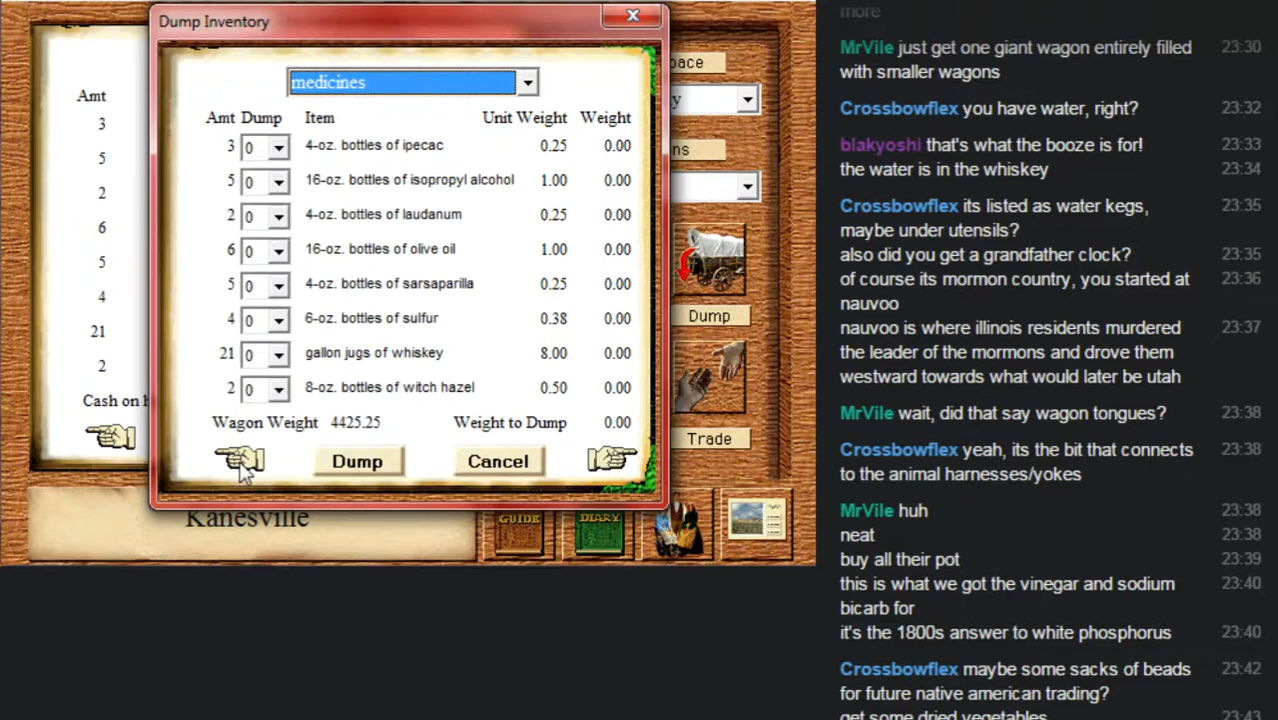 Dump Inventory
medicines
Amt Dump Item Unit Weight Weight
3 0 4-oz. bottles of ipecac 0.25 0.00
5 0 16-oz. bottles of isopropyl alcohol 1.00 0.00
2 0 4-oz. bottles of laudanum 0.25 0.00
6 0 16-oz. bottles of olive oil 1.00 0.00
5 0 4-oz. bottles of sarsaparilla 0.25 0.00
4 0 6-oz. bottles of sulfur 0.38 0.00
21 0 gallon jugs of whiskey 8.00 0.00
2 0 8-oz. bottles of witch hazel 0.50 0.00
Wagon Weight 4425.25 Weight to Dump 0.00
Dump Cancel
Amt
3
5
2
6
5
4
21
2
Cash on
Dump
Trade
Kanesville
GUIDE
DIARY
more
MrVile just get one giant wagon entirely filled 23:30
with smaller wagons
Crossbowflex you have water, right? 23:32
blakyoshi that's what the booze is for! 23:33
the water is in the whiskey 23:34
Crossbowflex its listed as water kegs, 23:35
maybe under utensils?
also did you get a grandfather clock? 23:35
of course its mormon country, you started at 23:36
nauvoo
nauvoo is where illinois residents murdered 23:37
the leader of the mormons and drove them
westward towards what would later be utah
MrVile wait, did that say wagon tongues? 23:38
Crossbowflex yeah, its the bit that connects 23:38
to the animal harnesses/yokes
MrVile huh 23:38
neat 23:38
buy all their pot 23:39
this is what we got the vinegar and sodium 23:40
bicarb for
it's the 1800s answer to white phosphorus 23:40
Crossbowflex maybe some sacks of beads 23:42
for future native american trading?
get some dried vegetables 23:43